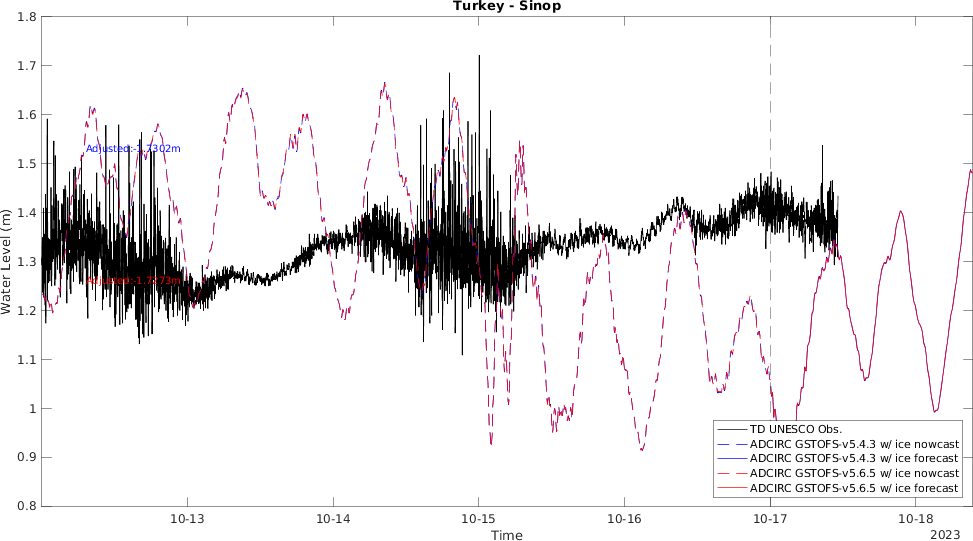 Turkey - Sinop
1.8
1.7
1.6
1.5
1.4
1.3
1.2
1.1
1
0.9
0.8
Water Level (m)
Adjusted:-1.7302m
Adjusted:-1.7473m
TD UNESCO Obs.
ADCIRC GSTOFS-v5.4.3 w/ ice nowcast
ADCIRC GSTOFS-v5.4.3 w/ ice forecast
ADCIRC GSTOFS-v5.6.5 w/ ice nowcast
ADCIRC GSTOFS-v5.6.5 w/ ice forecast
10-13 10-14 10-15 10-16 10-17 10-18
Time
2023